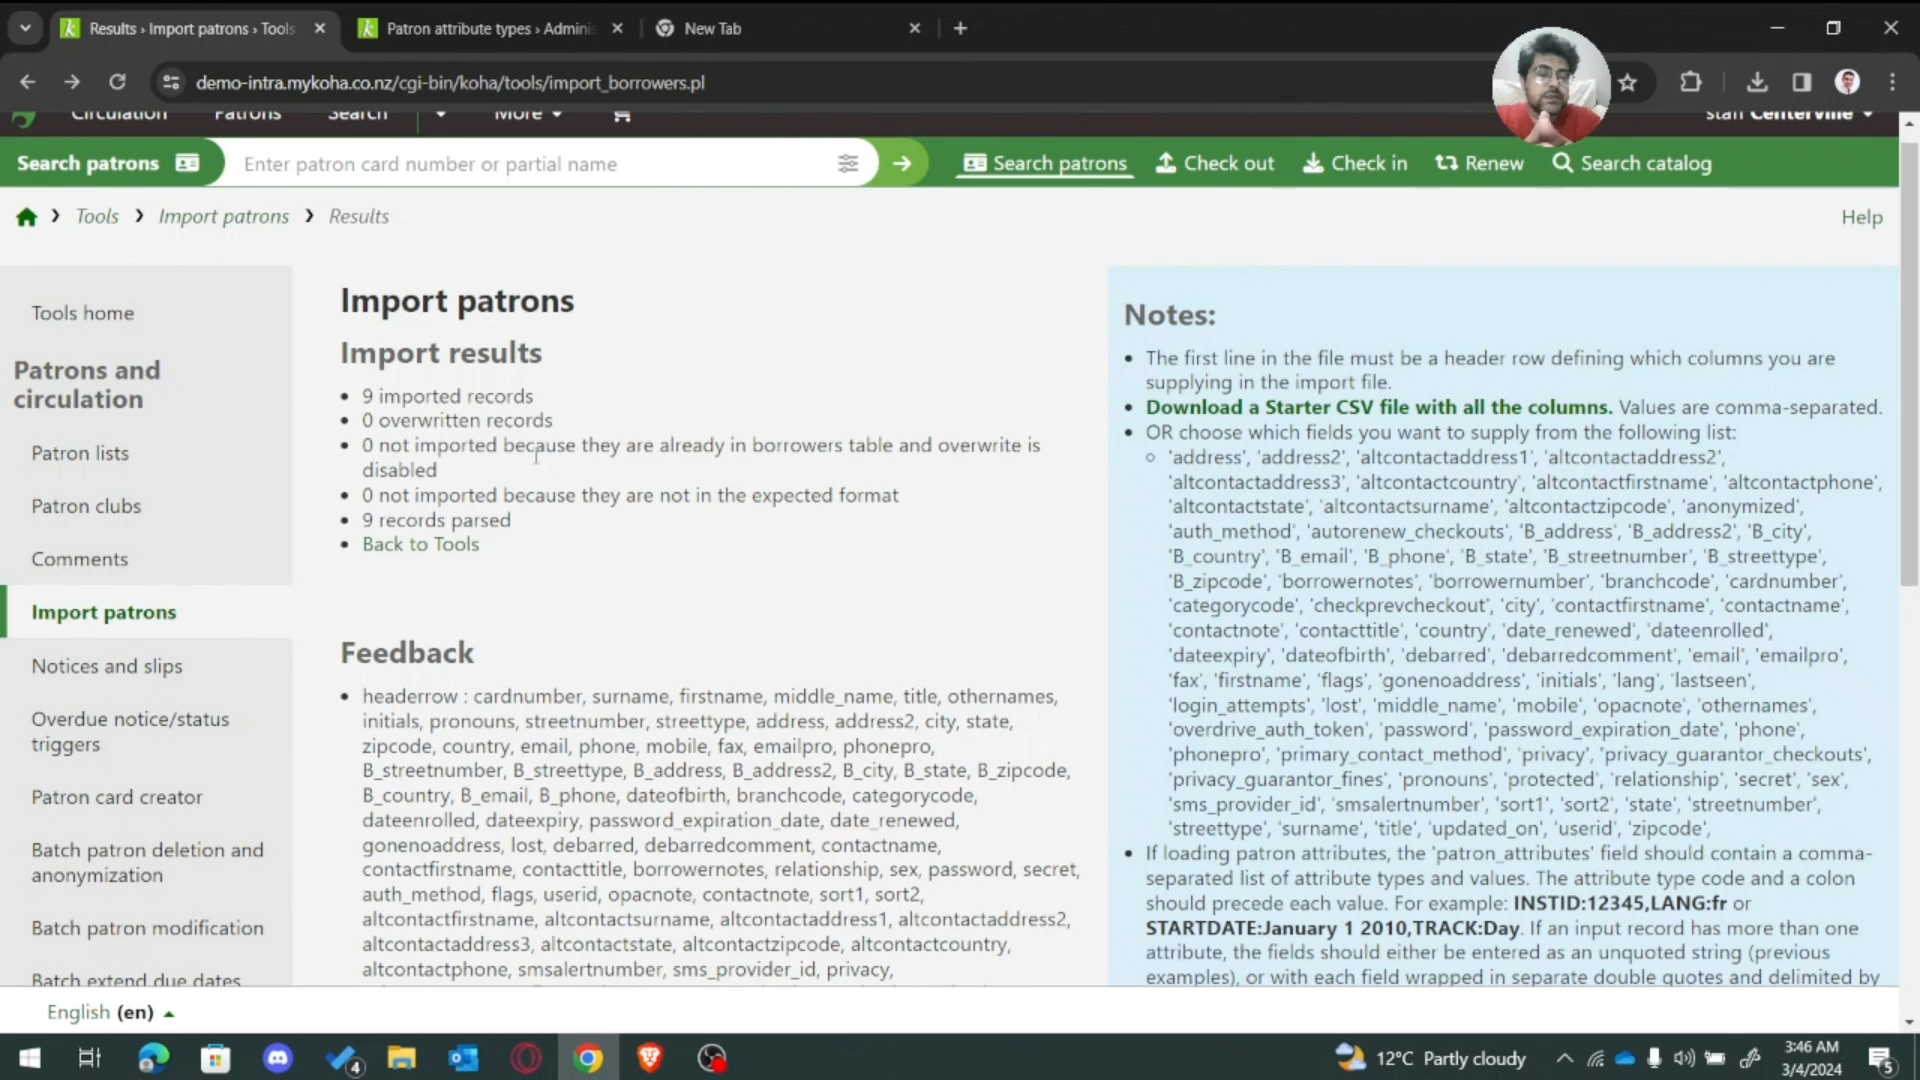 Results › Import patrons › Tools
Patron attribute types › Admini
New Tab
demo-intra.mykoha.co.nz/cgi-bin/koha/tools/import_borrowers.pl
Circulation Patrons Search More staff Centerville
Search patrons Enter patron card number or partial name Search patrons Check out Check in Renew Search catalog
Tools Import patrons Results Help
Tools home
Patrons and
circulation
Patron lists
Patron clubs
Comments
Import patrons
Notices and slips
Overdue notice/status
triggers
Patron card creator
Batch patron deletion and
anonymization
Batch patron modification
Batch extend due dates
Import patrons
Import results
• 9 imported records
• 0 overwritten records
• 0 not imported because they are already in borrowers table and overwrite is
disabled
• 0 not imported because they are not in the expected format
• 9 records parsed
• Back to Tools
Feedback
• headerrow : cardnumber, surname, firstname, middle_name, title, othernames,
initials, pronouns, streetnumber, streettype, address, address2, city, state,
zipcode, country, email, phone, mobile, fax, emailpro, phonepro,
B_streetnumber, B_streettype, B_address, B_address2, B_city, B_state, B_zipcode,
B_country, B_email, B_phone, dateofbirth, branchcode, categorycode,
dateenrolled, dateexpiry, password_expiration_date, date_renewed,
gonenoaddress, lost, debarred, debarredcomment, contactname,
contactfirstname, contacttitle, borrowernotes, relationship, sex, password, secret,
auth_method, flags, userid, opacnote, contactnote, sort1, sort2,
altcontactfirstname, altcontactsurname, altcontactaddress1, altcontactaddress2,
altcontactaddress3, altcontactstate, altcontactzipcode, altcontactcountry,
altcontactphone, smsalertnumber, sms_provider_id, privacy,
Notes:
• The first line in the file must be a header row defining which columns you are
supplying in the import file.
• Download a Starter CSV file with all the columns. Values are comma-separated.
• OR choose which fields you want to supply from the following list:
'address', 'address2', 'altcontactaddress1', 'altcontactaddress2',
'altcontactaddress3', 'altcontactcountry', 'altcontactfirstname', 'altcontactphone',
'altcontactstate', 'altcontactsurname', 'altcontactzipcode', 'anonymized',
'auth_method', 'autorenew_checkouts', 'B_address', 'B_address2', 'B_city',
'B_country', 'B_email', 'B_phone', 'B_state', 'B_streetnumber', 'B_streettype',
'B_zipcode', 'borrowernotes', 'borrowernumber', 'branchcode', 'cardnumber',
'categorycode', 'checkprevcheckout', 'city', 'contactfirstname', 'contactname',
'contactnote', 'contacttitle', 'country', 'date_renewed', 'dateenrolled',
'dateexpiry', 'dateofbirth', 'debarred', 'debarredcomment', 'email', 'emailpro',
'fax', 'firstname', 'flags', 'gonenoaddress', 'initials', 'lang', 'lastseen',
'login_attempts', 'lost', 'middle_name', 'mobile', 'opacnote', 'othernames',
'overdrive_auth_token', 'password', 'password_expiration_date', 'phone',
'phonepro', 'primary_contact_method', 'privacy', 'privacy_guarantor_checkouts',
'privacy_guarantor_fines', 'pronouns', 'protected', 'relationship', 'secret', 'sex',
'sms_provider_id', 'smsalertnumber', 'sort1', 'sort2', 'state', 'streetnumber',
'streettype', 'surname', 'title', 'updated_on', 'userid', 'zipcode',
• If loading patron attributes, the 'patron_attributes' field should contain a comma-
separated list of attribute types and values. The attribute type code and a colon
should precede each value. For example: INSTID:12345,LANG:fr or
STARTDATE:January 1 2010,TRACK:Day. If an input record has more than one
attribute, the fields should either be entered as an unquoted string (previous
examples), or with each field wrapped in separate double quotes and delimited by
English (en)
4
12°C Partly cloudy
3:46 AM
3/4/2024
5